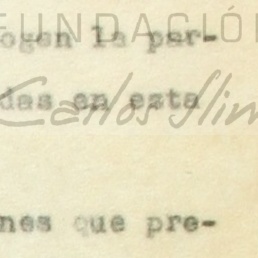 FUNDACIÓN
ogen la par-
Carlos Slim
das en esta
nes que pre-